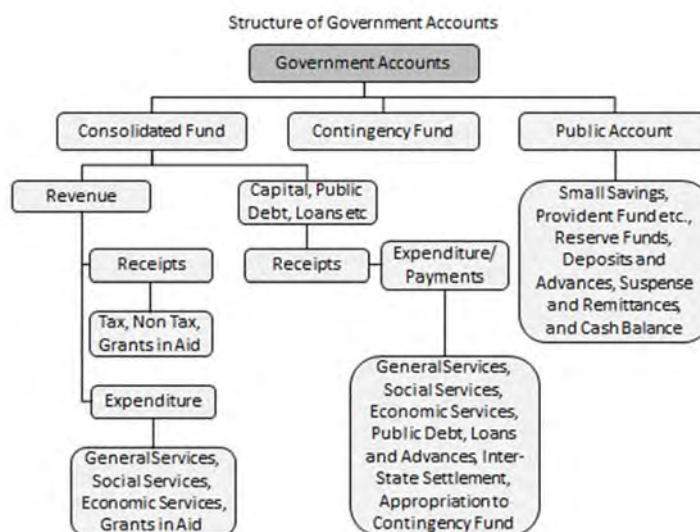 Structure of Government Accounts
Government Accounts
Consolidated Fund
Contingency Fund
Public Account
Revenue
Capital, Public
Debt, Loans etc
Small Savings,
Provident Fund etc.,
Reserve Funds,
Deposits and
Advances, Suspense
and Remittances,
and Cash Balance
Receipts
Receipts
Expenditure/
Payments
Tax, Non Tax,
Grants in Aid
Expenditure
General Services,
Social Services,
Economic Services,
Grants in Aid
General Services,
Social Services,
Economic Services,
Public Debt, Loans
and Advances, Inter-
State Settlement,
Appropriation to
Contingency Fund